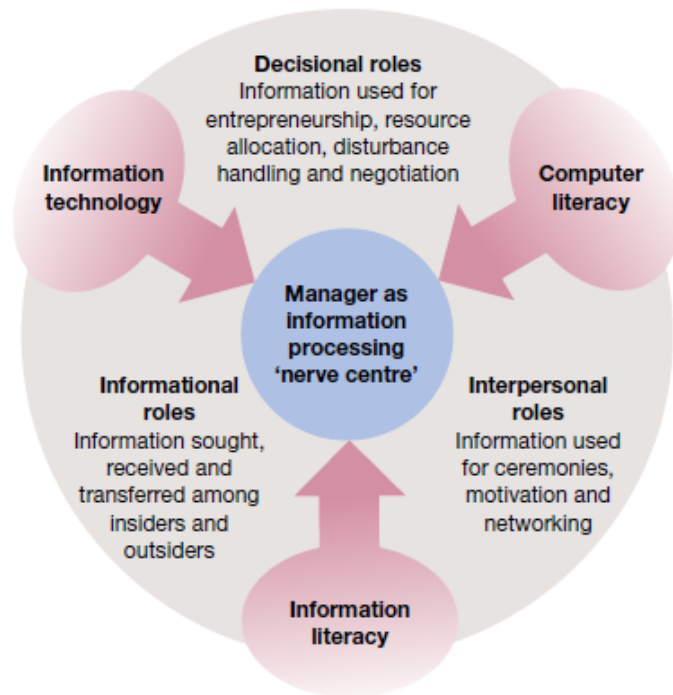 Decisional roles
Information used for
entrepreneurship, resource
allocation, disturbance
handling and negotiation
Information
technology
Computer
literacy
Manager as
information
processing
‘nerve centre’
Informational
roles
Information sought,
received and
transferred among
insiders and
outsiders
Interpersonal
roles
Information used
for ceremonies,
motivation and
networking
Information
literacy